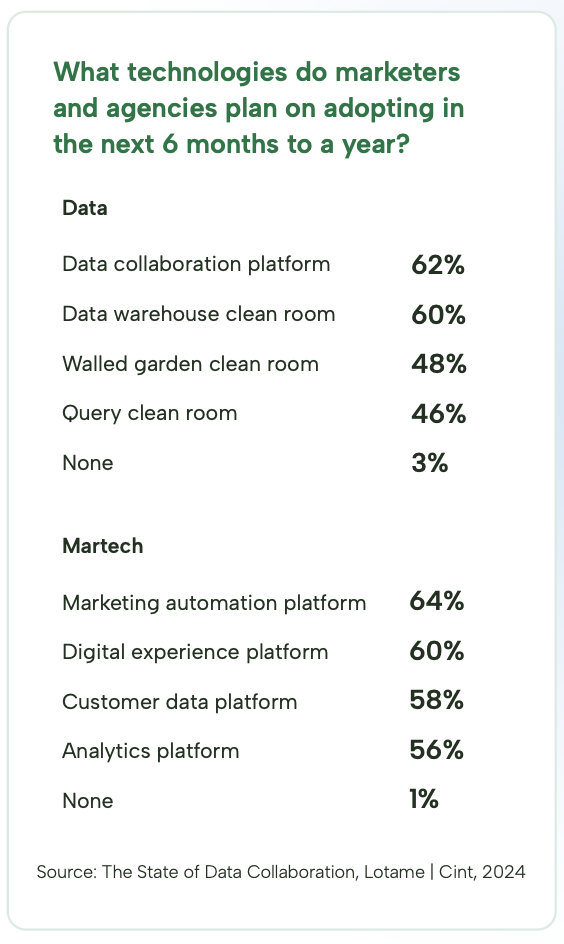 What technologies do marketers
and agencies plan on adopting in
the next 6 months to a year?
Data
Data collaboration platform 62%
Data warehouse clean room 60%
Walled garden clean room 48%
Query clean room 46%
None 3%
Martech
Marketing automation platform 64%
Digital experience platform 60%
Customer data platform 58%
Analytics platform 56%
None 1%
Source: The State of Data Collaboration, Lotame | Cint, 2024